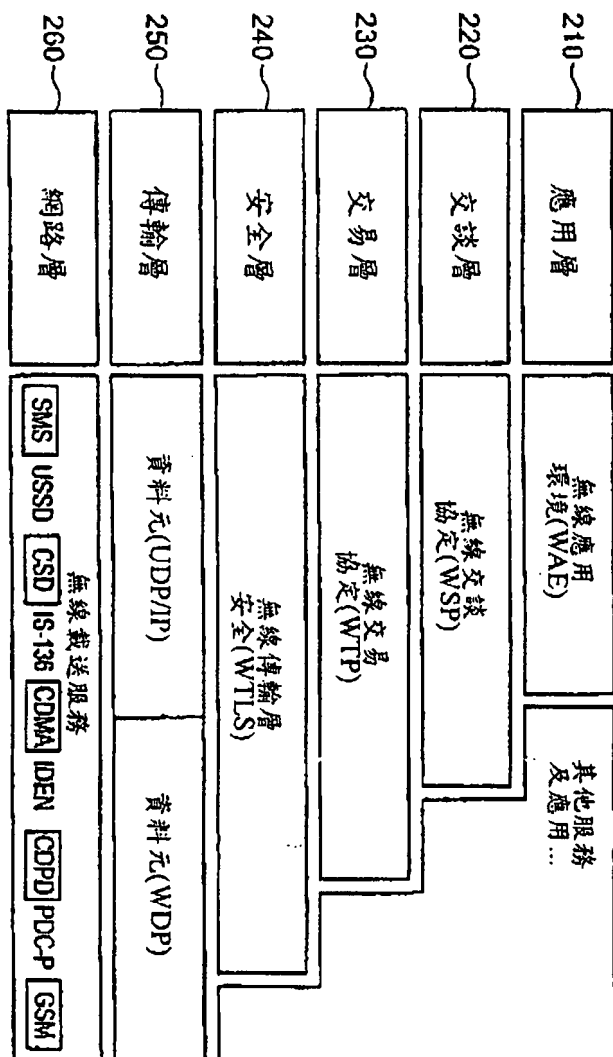 210
應用層
無線應用
環境(WAE)
其他服務
及應用...
220
交談層
無線交談
協定(WSP)
230
交易層
無線交易
協定(WTP)
240
安全層
無線傳輸層
安全(WTLS)
250
傳輸層
資料元(UDP/IP)
資料元(WDP)
260
網路層
無線載送服務
SMS USSD CSD IS-136 CDMA IDEN CDPD PDC-P GSM